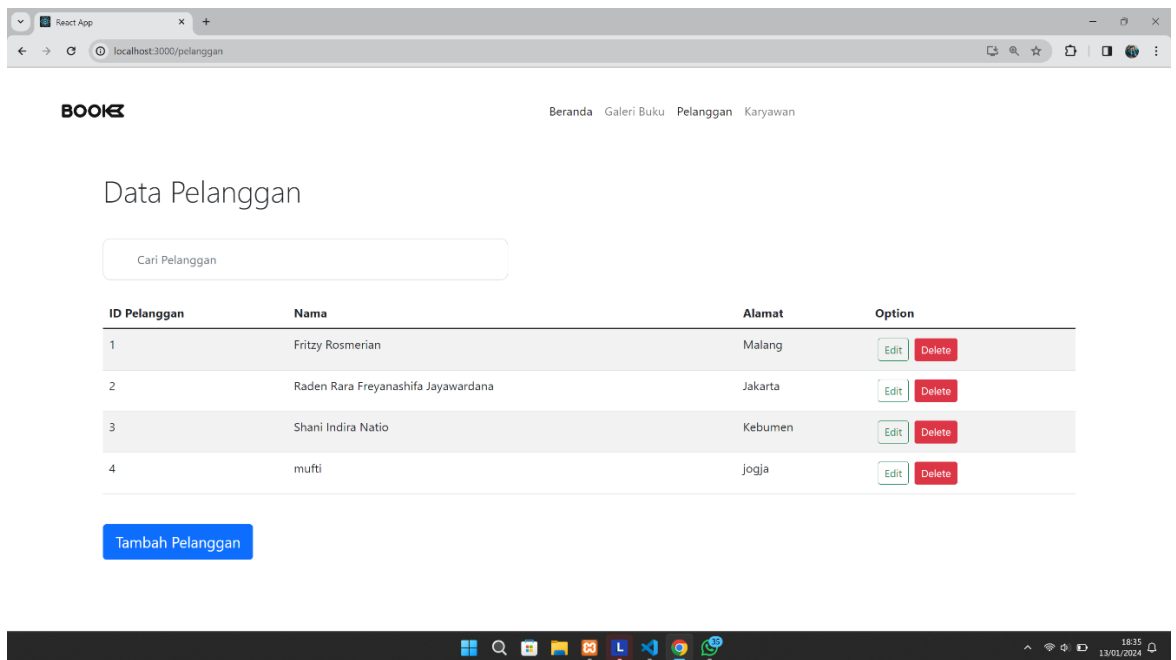 React App
localhost:3000/pelanggan
BOOK
Beranda Galeri Buku Pelanggan Karyawan
Data Pelanggan
Cari Pelanggan
ID Pelanggan Nama Alamat Option
1 Fritzy Rosmerian Malang Edit Delete
2 Raden Rara Freyanashifa Jayawardana Jakarta Edit Delete
3 Shani Indira Natio Kebumen Edit Delete
4 mufti jogja Edit Delete
Tambah Pelanggan
L 35 18:35
13/01/2024